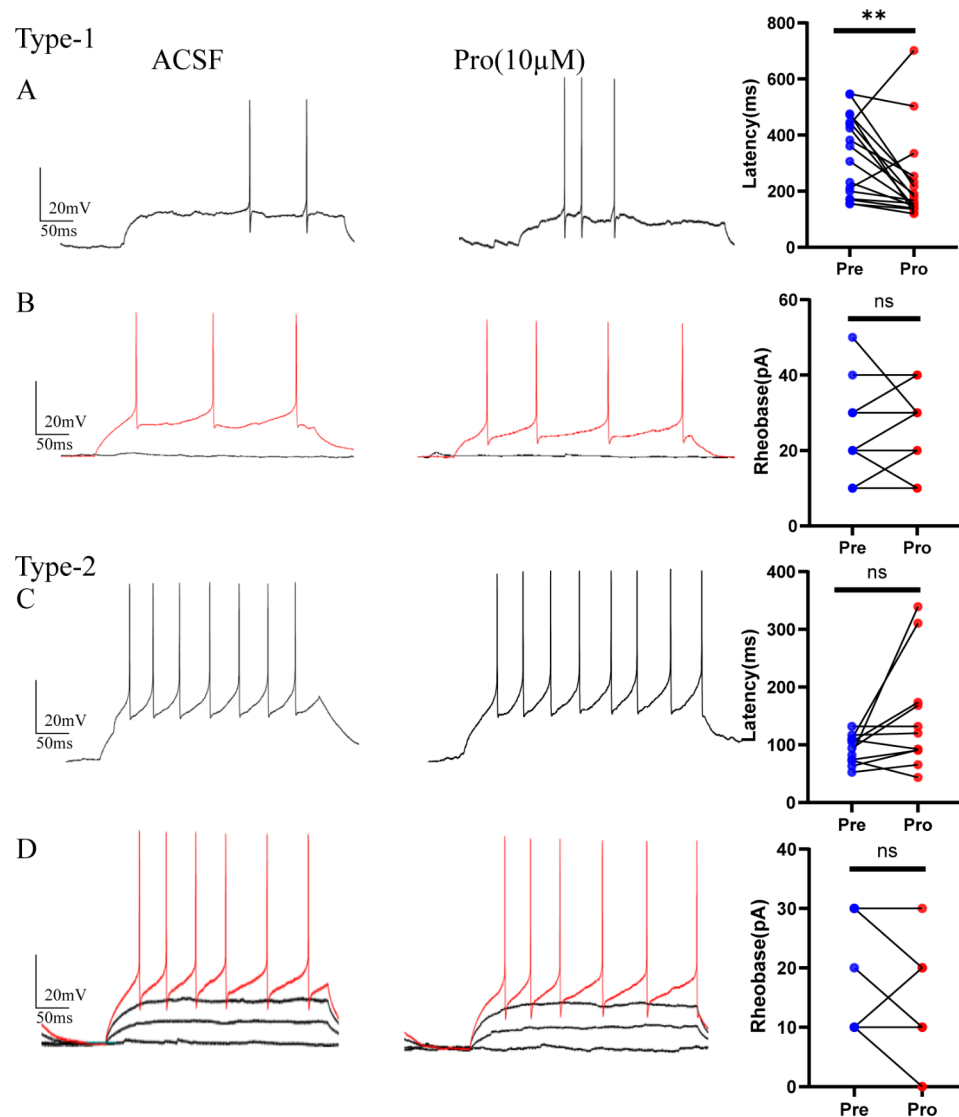 Type-1
ACSF
Pro(10µM)
A
20mV
50ms
**
Latency(ms)
800
600
400
200
0
Pre
Pro
B
20mV
50ms
ns
Rheobase(pA)
60
40
20
0
Pre
Pro
Type-2
C
20mV
50ms
ns
Latency(ms)
400
300
200
100
0
Pre
Pro
D
20mV
50ms
ns
Rheobase(pA)
40
30
20
10
0
Pre
Pro